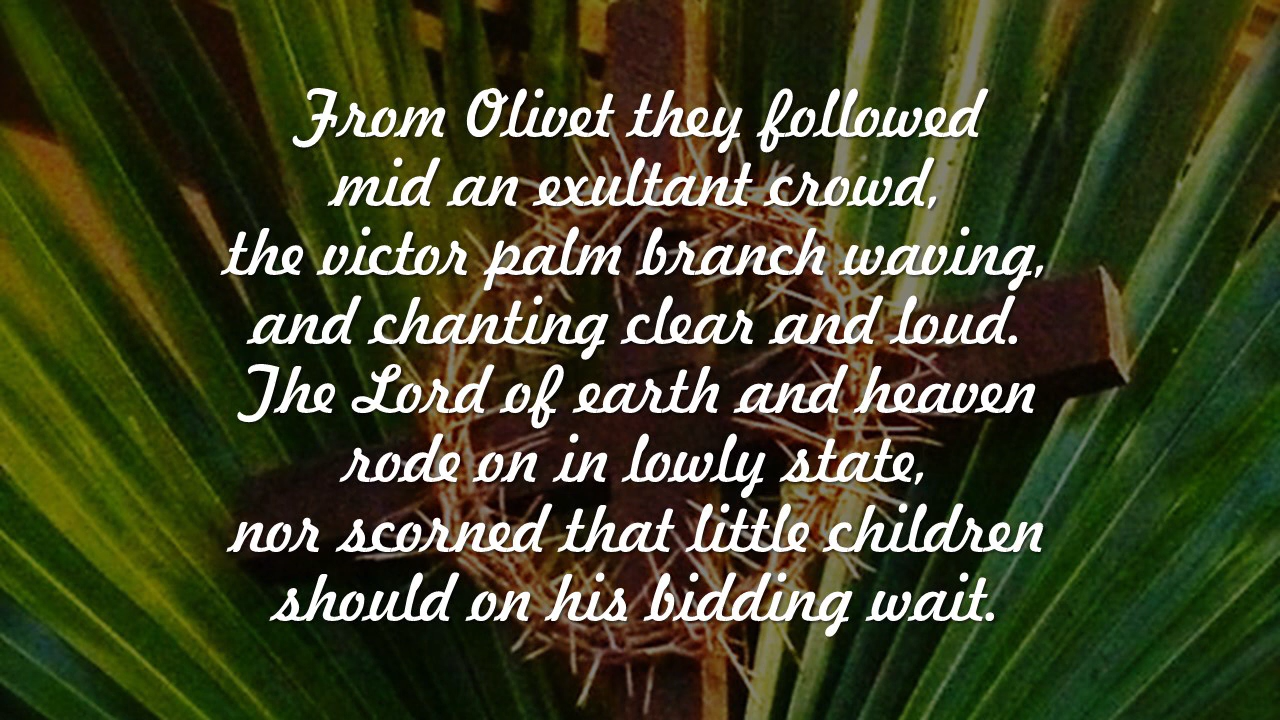 From Olivet they followed
mid an exultant crowd,
the victor palm branch waving,
and chanting clear and loud.
The Lord of earth and heaven
rode on in lowly state,
nor scorned that little children
should on his bidding wait.